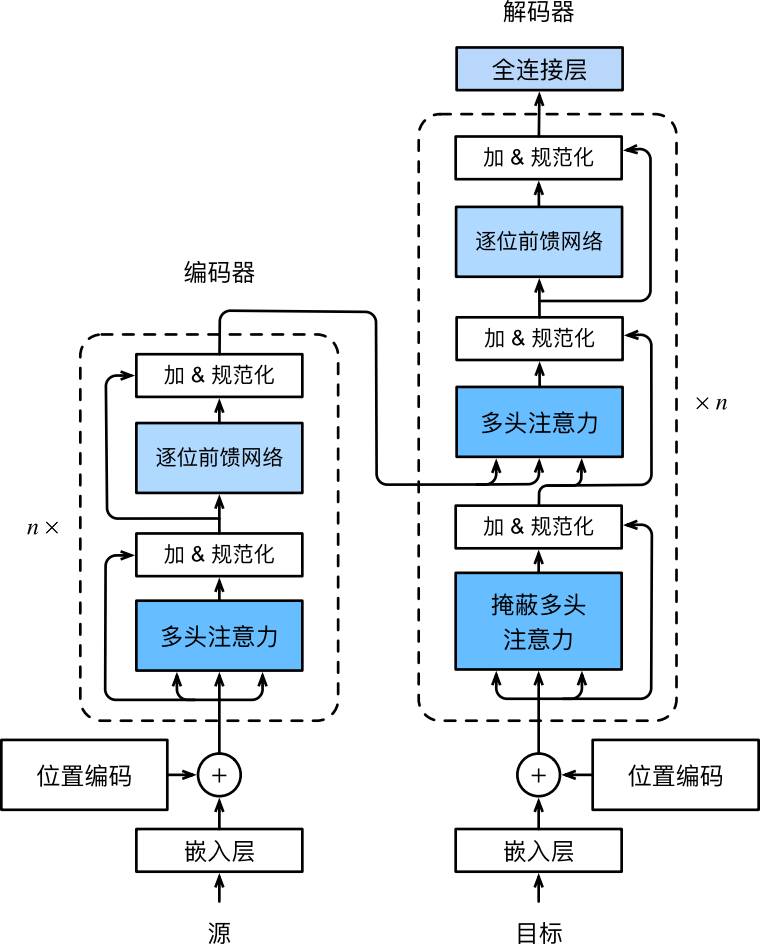 解码器
全连接层
加 & 规范化
逐位前馈网络
加 & 规范化
多头注意力
加 & 规范化
掩蔽多头
注意力
× n
位置编码
嵌入层
目标
编码器
加 & 规范化
逐位前馈网络
加 & 规范化
多头注意力
n ×
位置编码
嵌入层
源
+
+